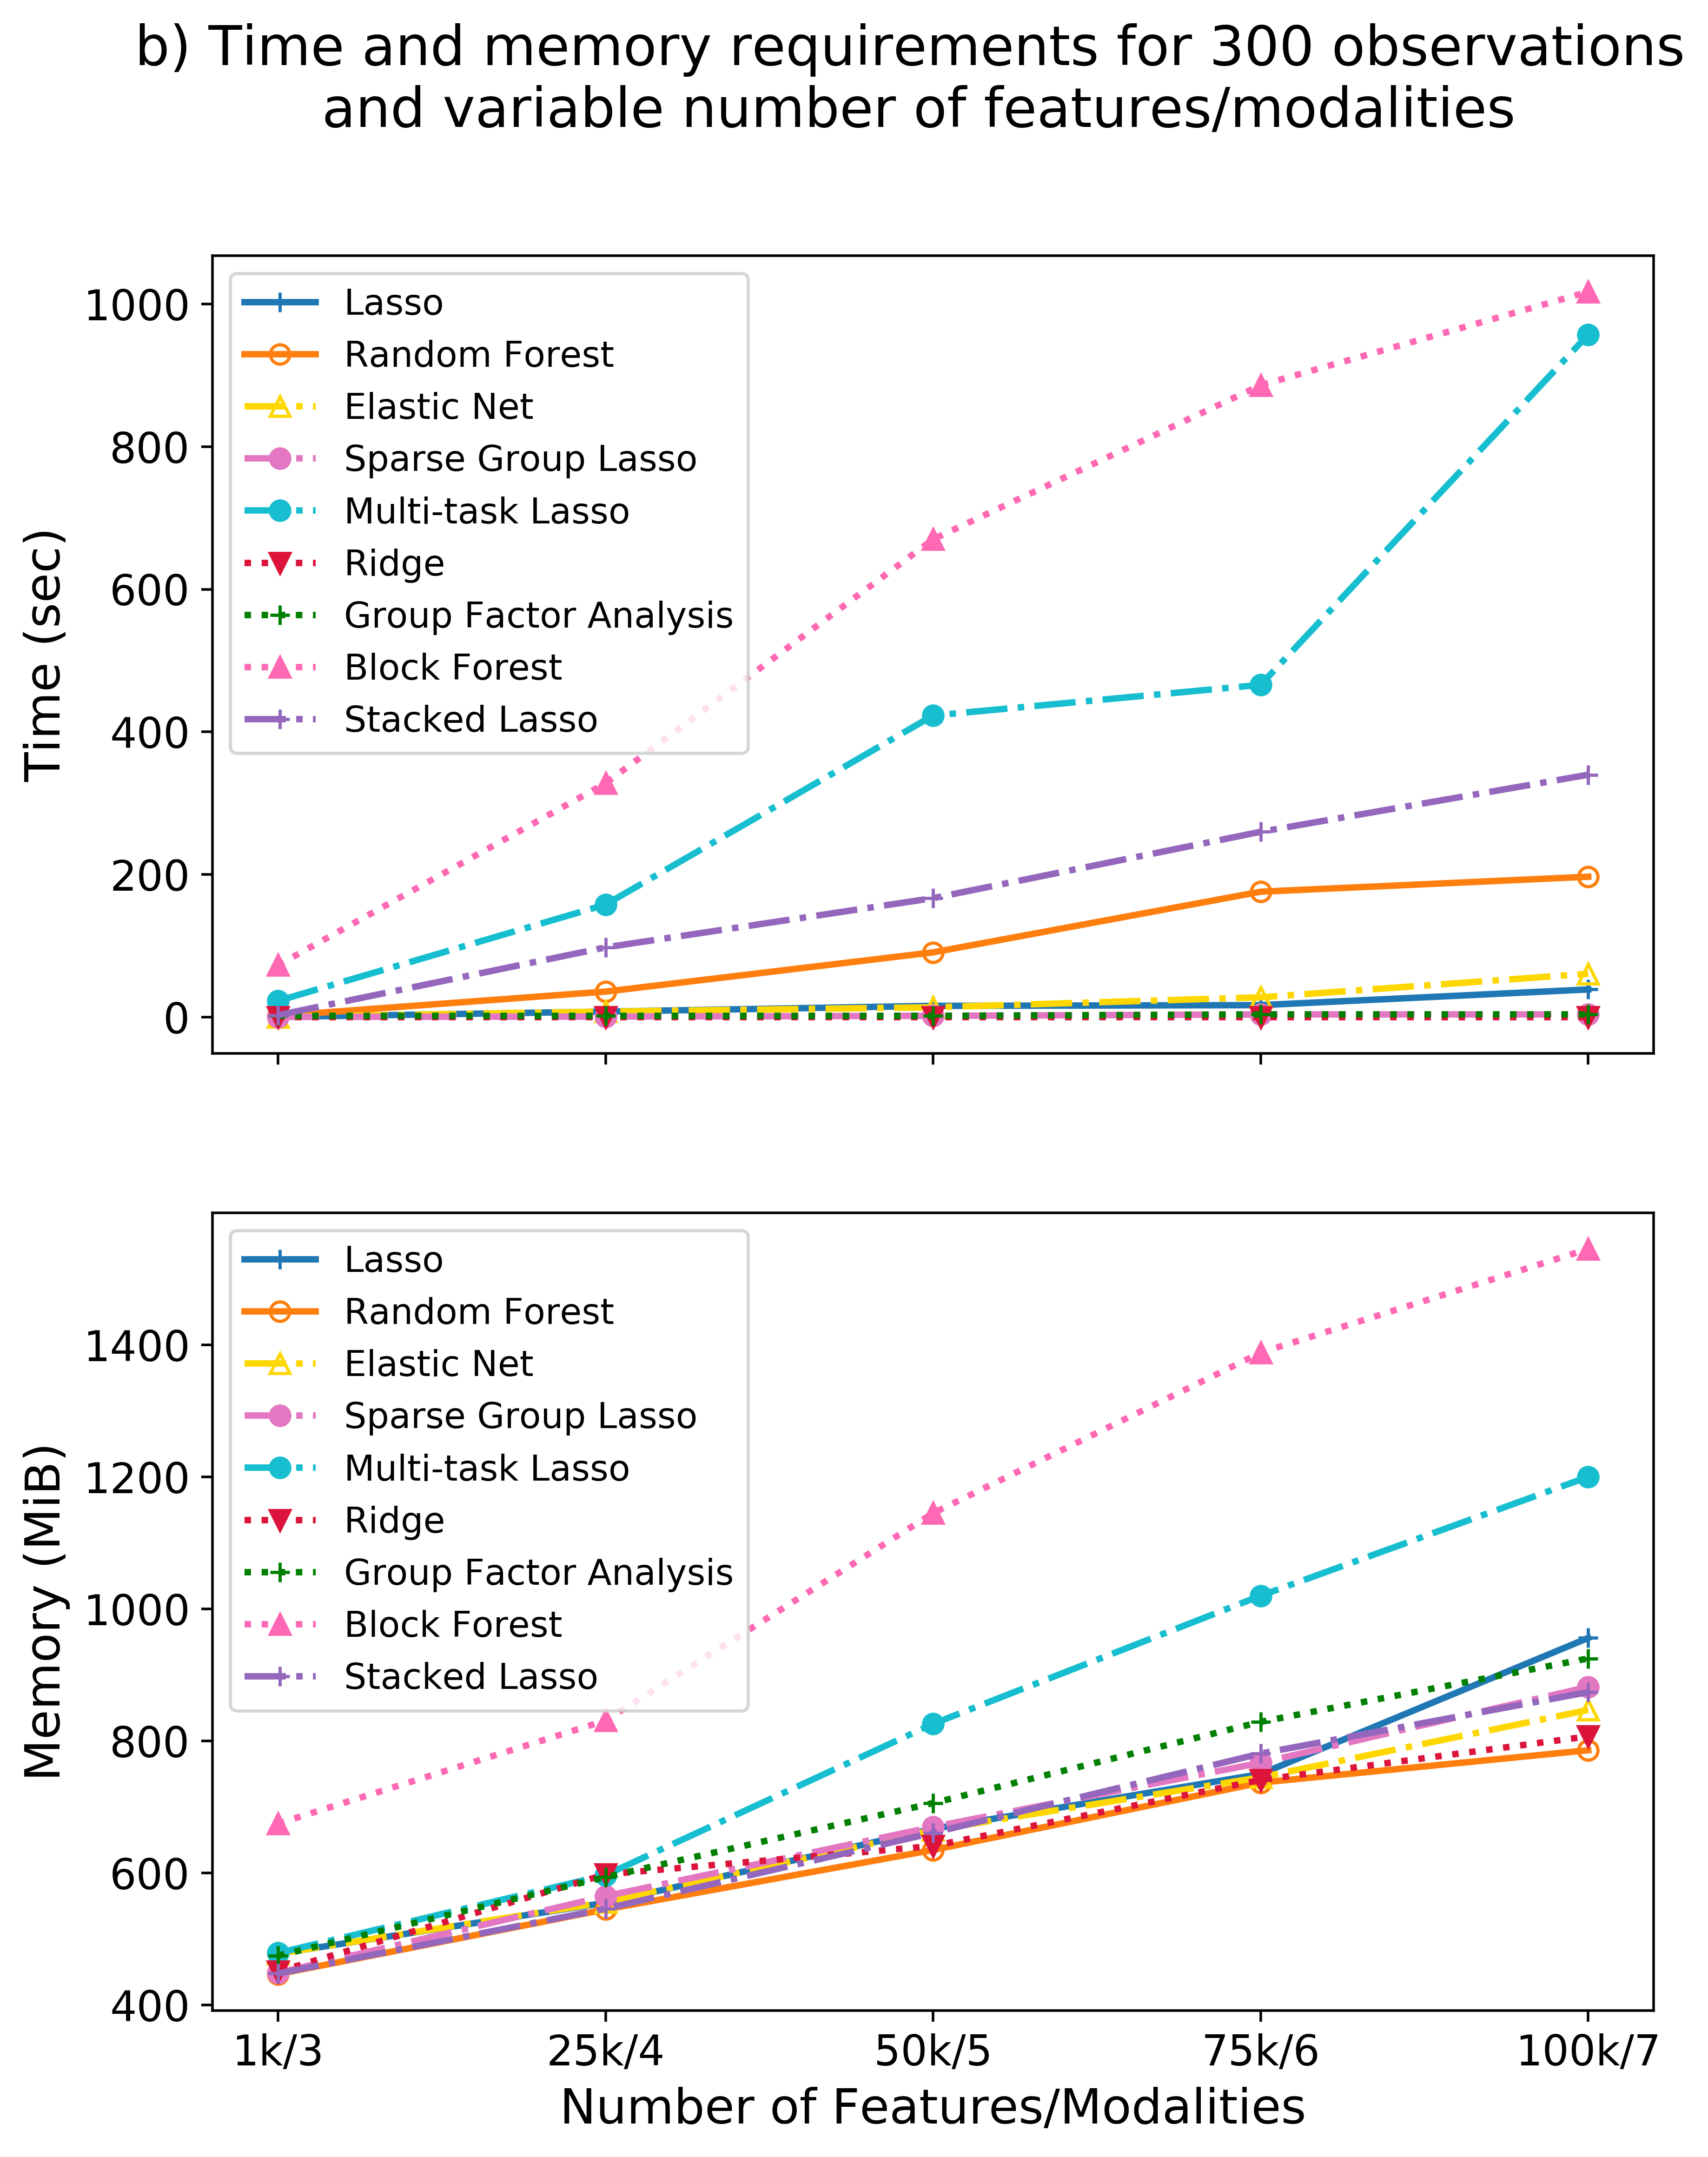 b) Time and memory requirements for 300 observations
and variable number of features/modalities
Time (sec)
1000
800
600
400
200
0
Lasso
Random Forest
Elastic Net
Sparse Group Lasso
Multi-task Lasso
Ridge
Group Factor Analysis
Block Forest
Stacked Lasso
Memory (MiB)
1400
1200
1000
800
600
400
Lasso
Random Forest
Elastic Net
Sparse Group Lasso
Multi-task Lasso
Ridge
Group Factor Analysis
Block Forest
Stacked Lasso
1k/3 25k/4 50k/5 75k/6 100k/7
Number of Features/Modalities